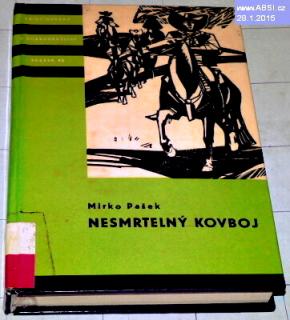 www.ABSI.cz
28.1.2015
Mirko Pašek
NESMRTELNÝ KOVBOJ